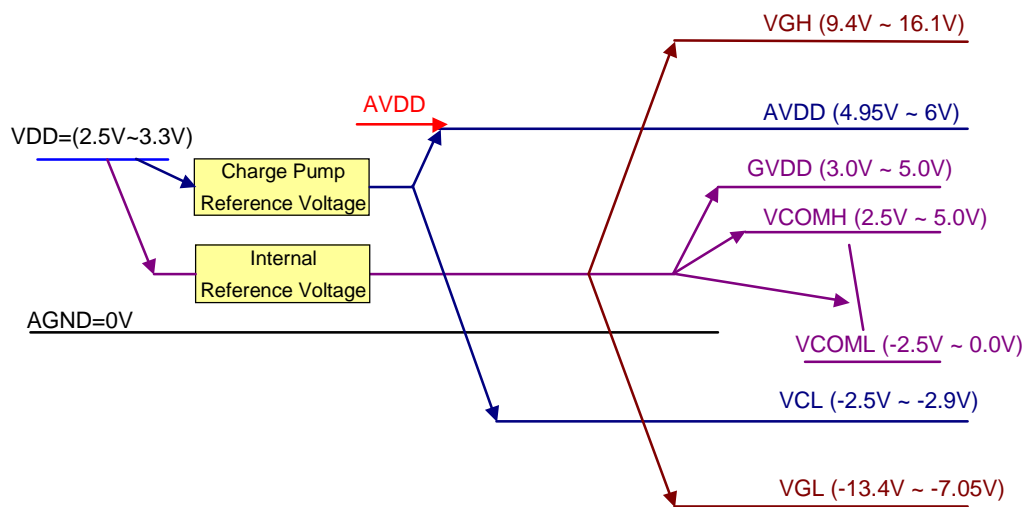 VGH (9.4V ~ 16.1V)
AVDD
AVDD (4.95V ~ 6V)
VDD=(2.5V~3.3V)
Charge Pump
Reference Voltage
GVDD (3.0V ~ 5.0V)
VCOMH (2.5V ~ 5.0V)
Internal
Reference Voltage
AGND=0V
VCOML (-2.5V ~ 0.0V)
VCL (-2.5V ~ -2.9V)
VGL (-13.4V ~ -7.05V)